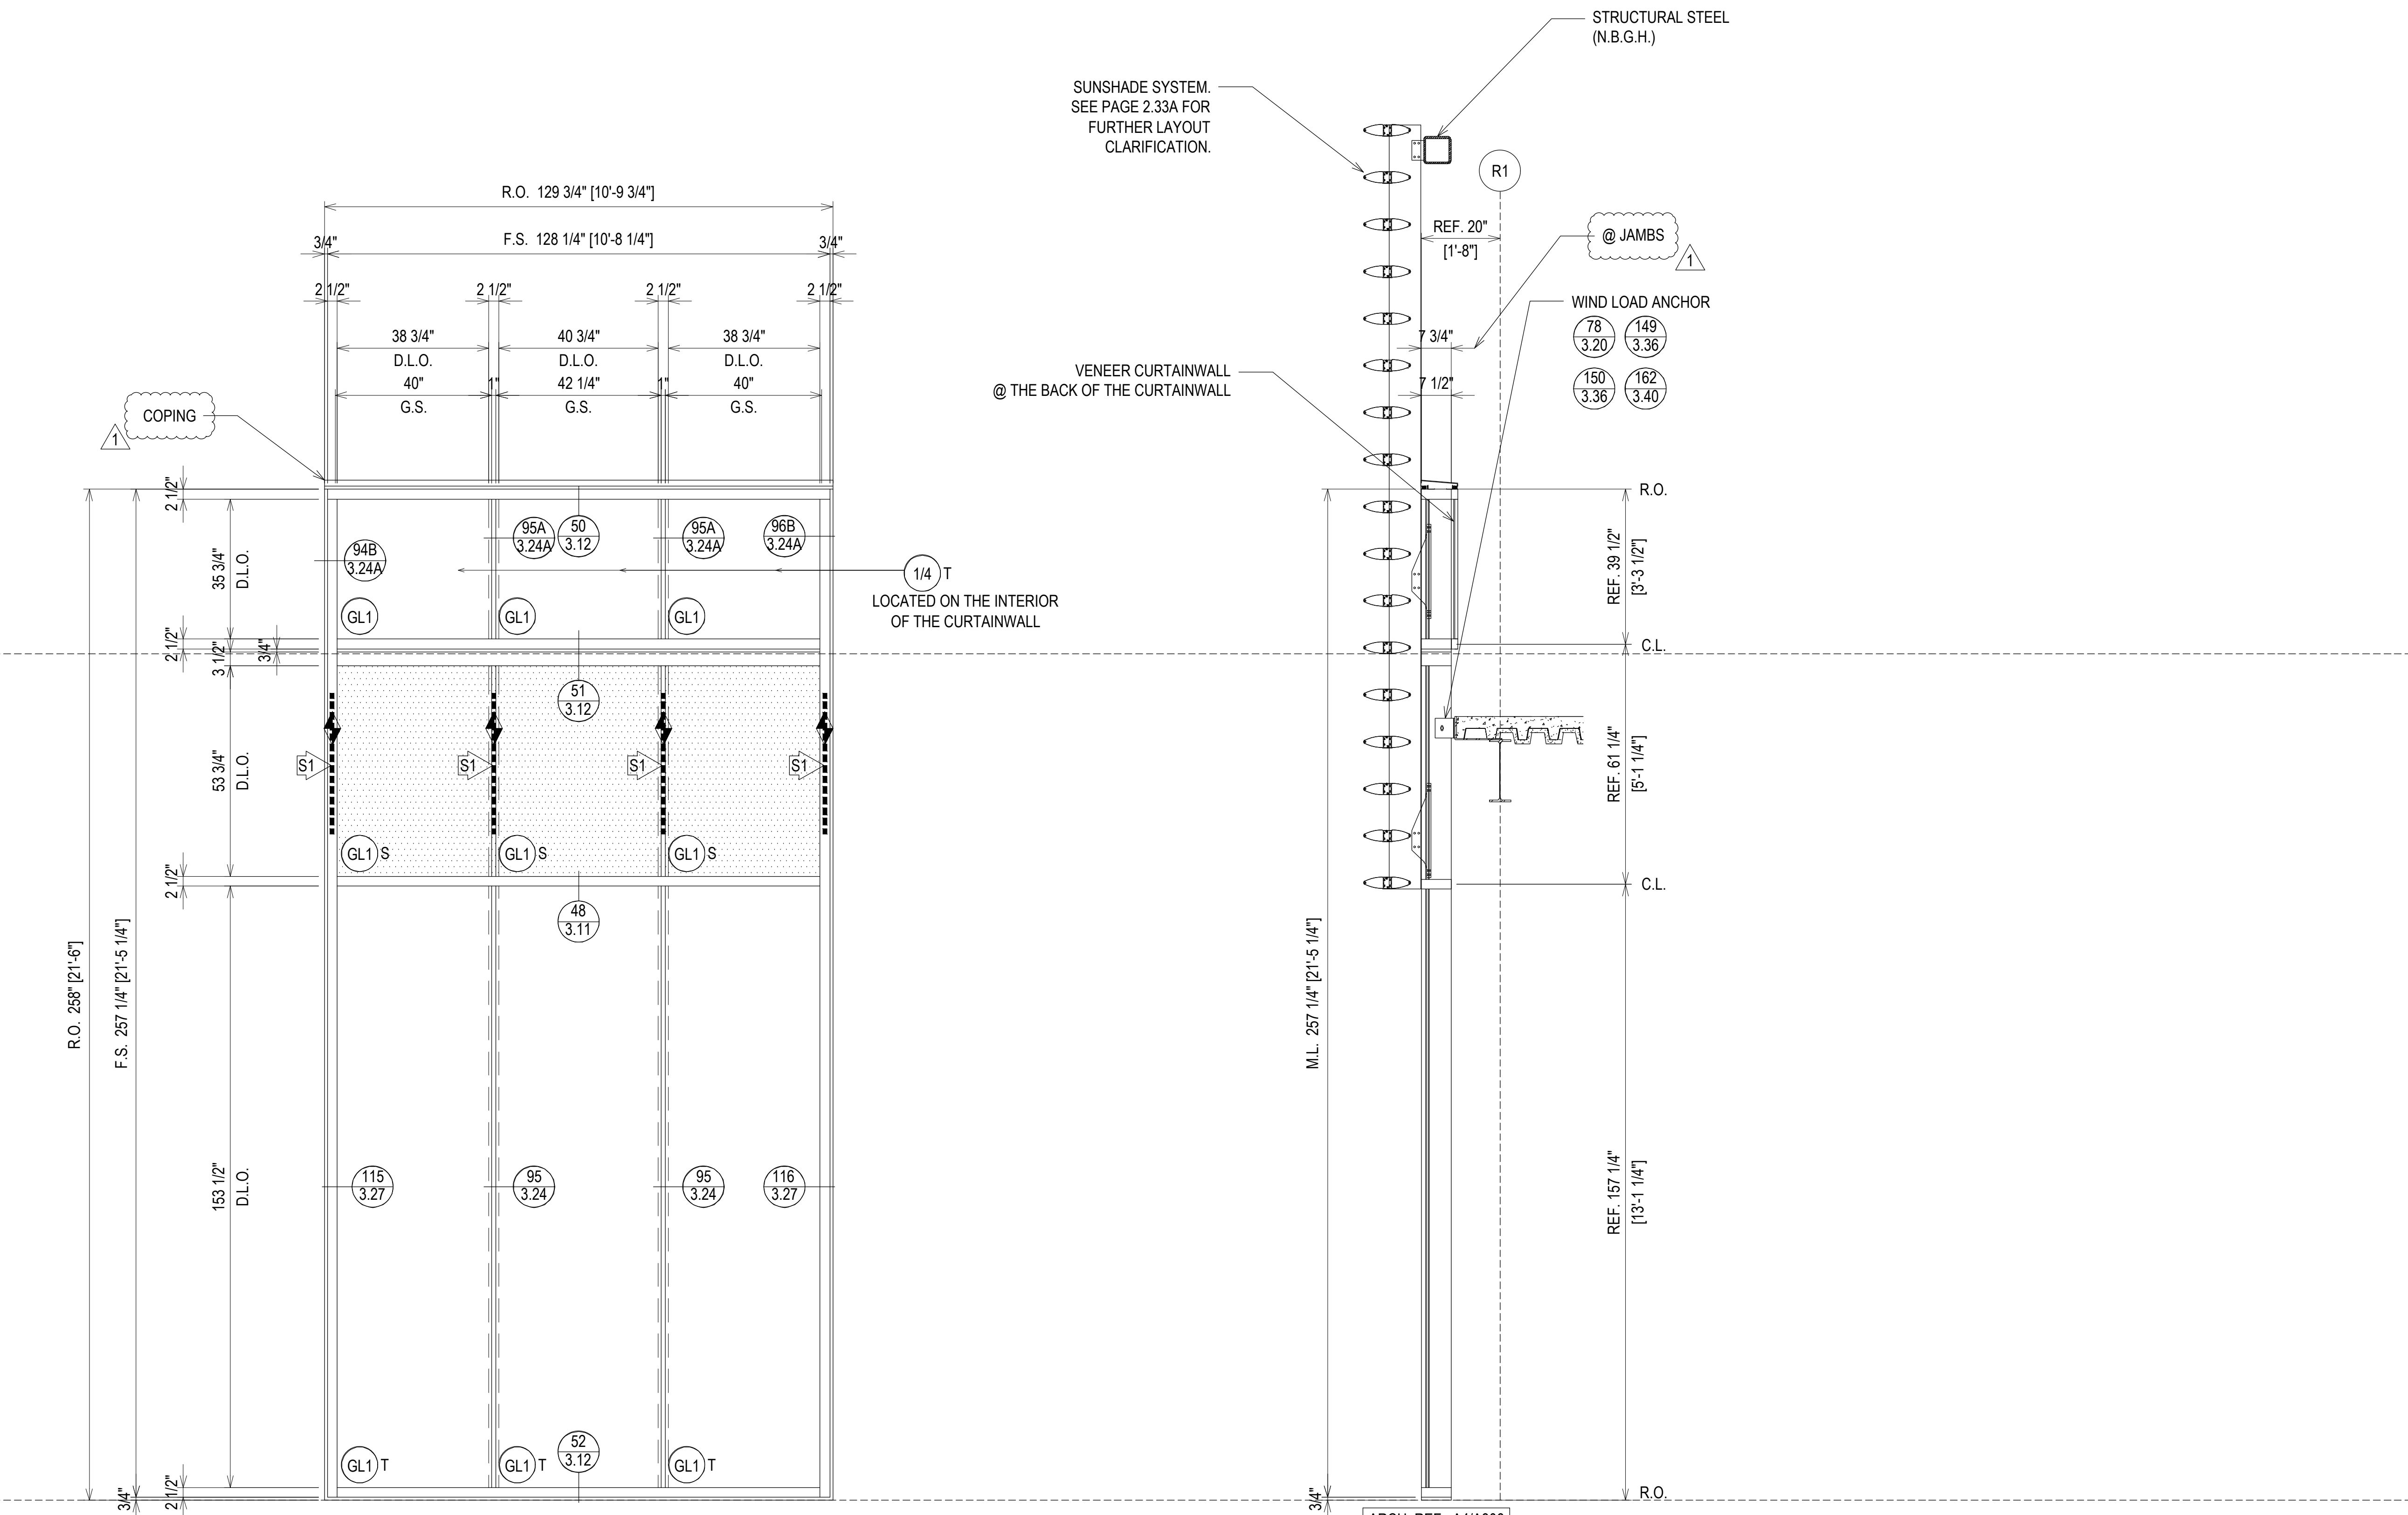 STRUCTURAL STEEL
(N.B.G.H.)
SUNSHADE SYSTEM.
SEE PAGE 2.33A FOR
FURTHER LAYOUT
CLARIFICATION.
R1
R.O. 129 3/4" [10'-9 3/4"]
3/4"
F.S. 128 1/4" [10'-8 1/4"]
3/4"
REF. 20"
[1'-8"]
@ JAMBS
1
2 1/2"
2 1/2"
2 1/2"
2 1/2"
WIND LOAD ANCHOR
78
3.20
149
3.36
150
3.36
162
3.40
38 3/4"
D.L.O.
40 3/4"
D.L.O.
38 3/4"
D.L.O.
40"
G.S.
1"
42 1/4"
G.S.
1"
40"
G.S.
7 3/4"
7 1/2"
VENEER CURTAINWALL
@ THE BACK OF THE CURTAINWALL
COPING
1
2 1/2"
35 3/4"
D.L.O.
2 1/2"
3 1/2"
3/4"
53 3/4"
D.L.O.
2 1/2"
153 1/2"
D.L.O.
2 1/2"
3/4"
R.O. 258" [21'-6"]
F.S. 257 1/4" [21'-5 1/4"]
94B
3.24A
95A
3.24A
50
3.12
95A
3.24A
96B
3.24A
1/4 T
LOCATED ON THE INTERIOR
OF THE CURTAINWALL
GL1
GL1
GL1
51
3.12
S1
S1
S1
S1
GL1 S
GL1 S
GL1 S
48
3.11
115
3.27
95
3.24
95
3.24
116
3.27
52
3.12
GL1 T
GL1 T
GL1 T
R.O.
REF. 39 1/2"
[3'-3 1/2"]
C.L.
REF. 61 1/4"
[5'-1 1/4"]
C.L.
M.L. 257 1/4" [21'-5 1/4"]
REF. 157 1/4"
[13'-1 1/4"]
R.O.
3/4"